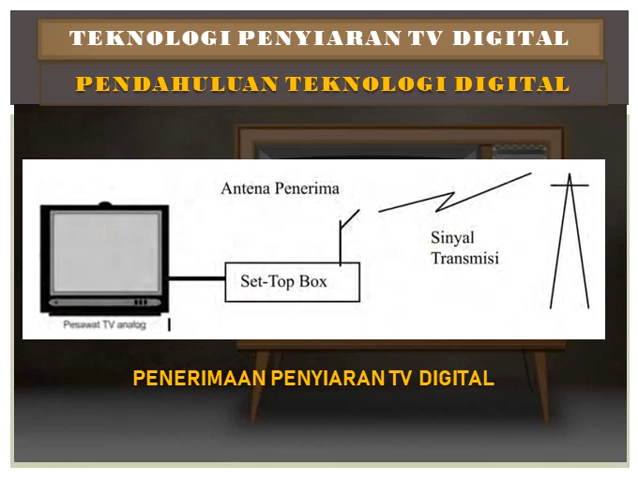 TEKNOLOGI PENYIARAN TV DIGITAL
PENDAHULUAN TEKNOLOGI DIGITAL
Antena Penerima
Sinyal
Transmisi
Set-Top Box
Pesawat TV analog
PENERIMAAN PENYIARAN TV DIGITAL